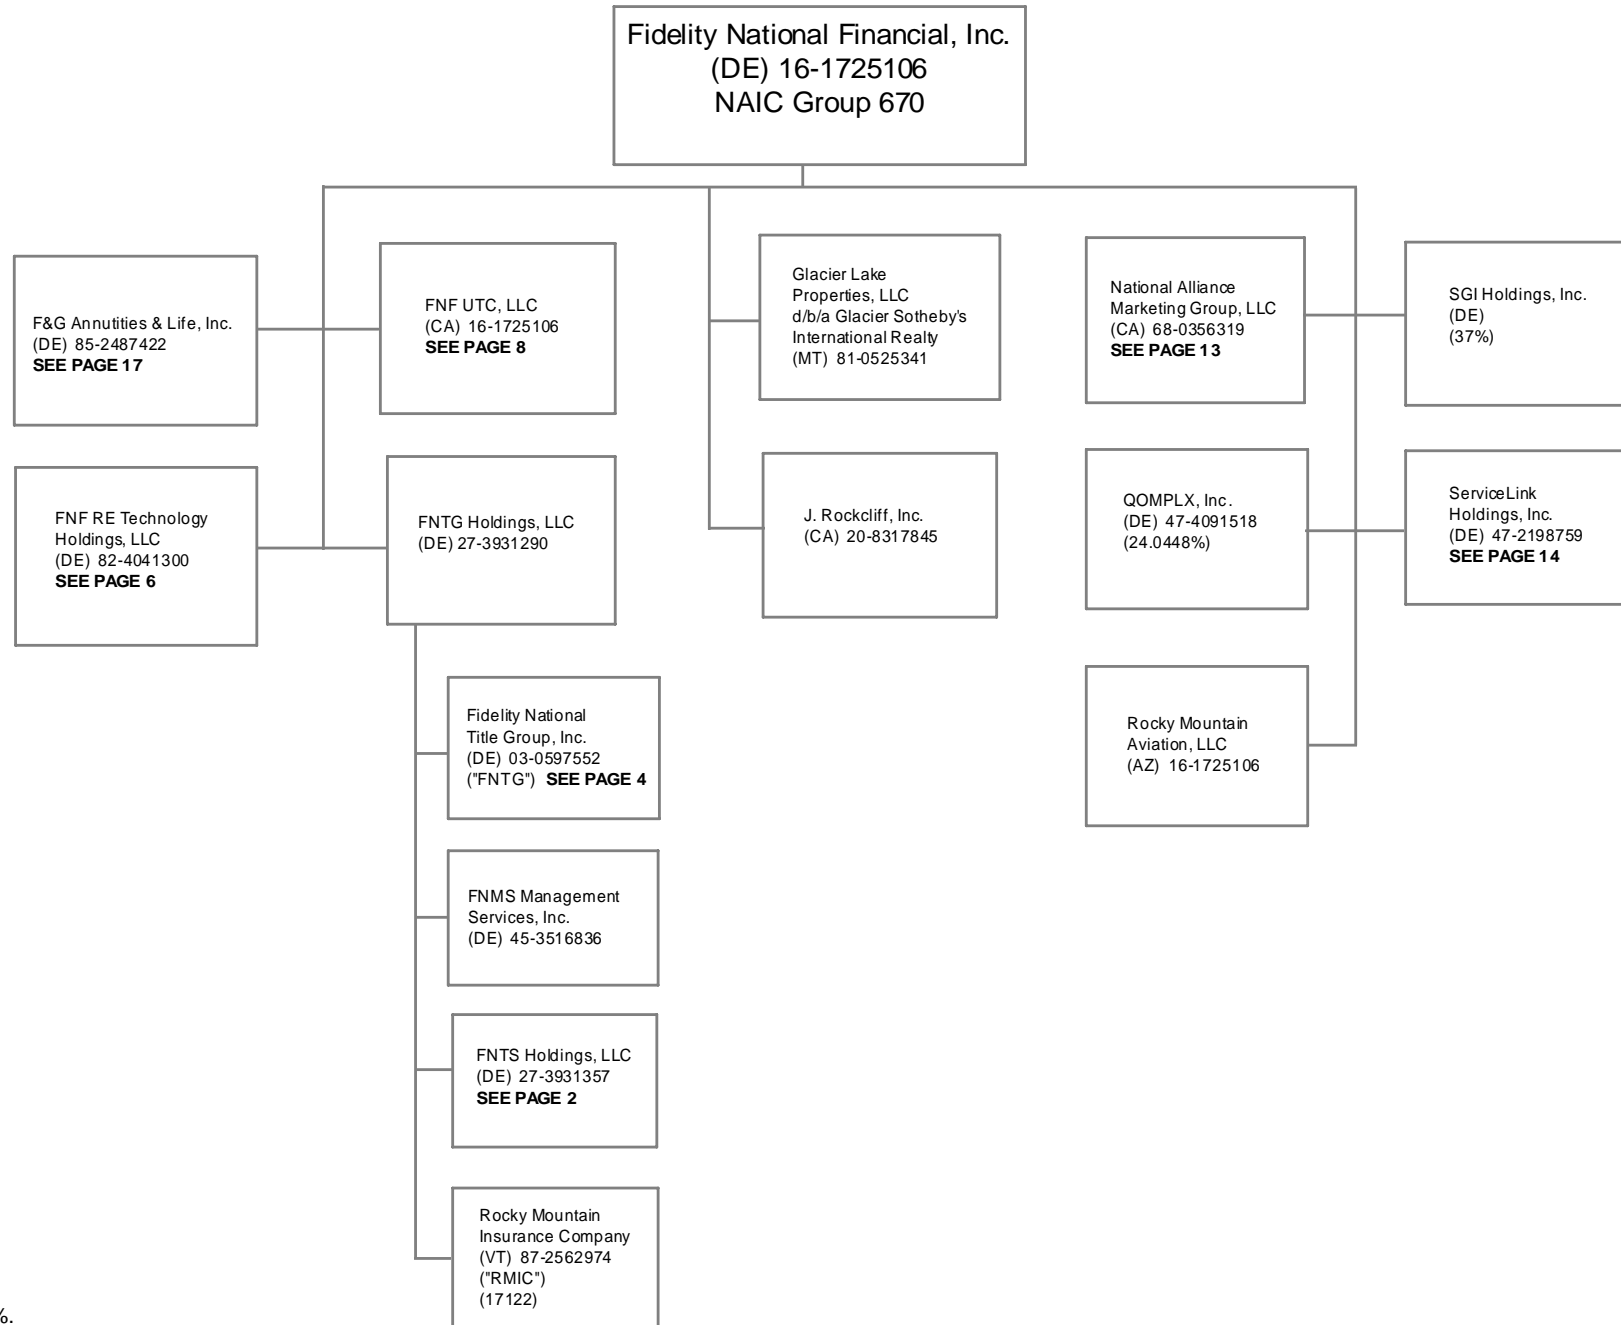 Fidelity National Financial, Inc.
(DE) 16-1725106
NAIC Group 670
F&G Annutities & Life, Inc.
(DE) 85-2487422
SEE PAGE 17
FNF UTC, LLC
(CA) 16-1725106
SEE PAGE 8
Glacier Lake
Properties, LLC
d/b/a Glacier Sotheby's
International Realty
(MT) 81-0525341
National Alliance
Marketing Group, LLC
(CA) 68-0356319
SEE PAGE 13
SGI Holdings, Inc.
(DE)
(37%)
FNF RE Technology
Holdings, LLC
(DE) 82-4041300
SEE PAGE 6
FNTG Holdings, LLC
(DE) 27-3931290
J. Rockcliff, Inc.
(CA) 20-8317845
QOMPLX, Inc.
(DE) 47-4091518
(24.0448%)
ServiceLink
Holdings, Inc.
(DE) 47-2198759
SEE PAGE 14
Fidelity National
Title Group, Inc.
(DE) 03-0597552
("FNTG") SEE PAGE 4
Rocky Mountain
Aviation, LLC
(AZ) 16-1725106
FNMS Management
Services, Inc.
(DE) 45-3516836
FNTS Holdings, LLC
(DE) 27-3931357
SEE PAGE 2
Rocky Mountain
Insurance Company
(VT) 87-2562974
("RMIC")
(17122)
%.